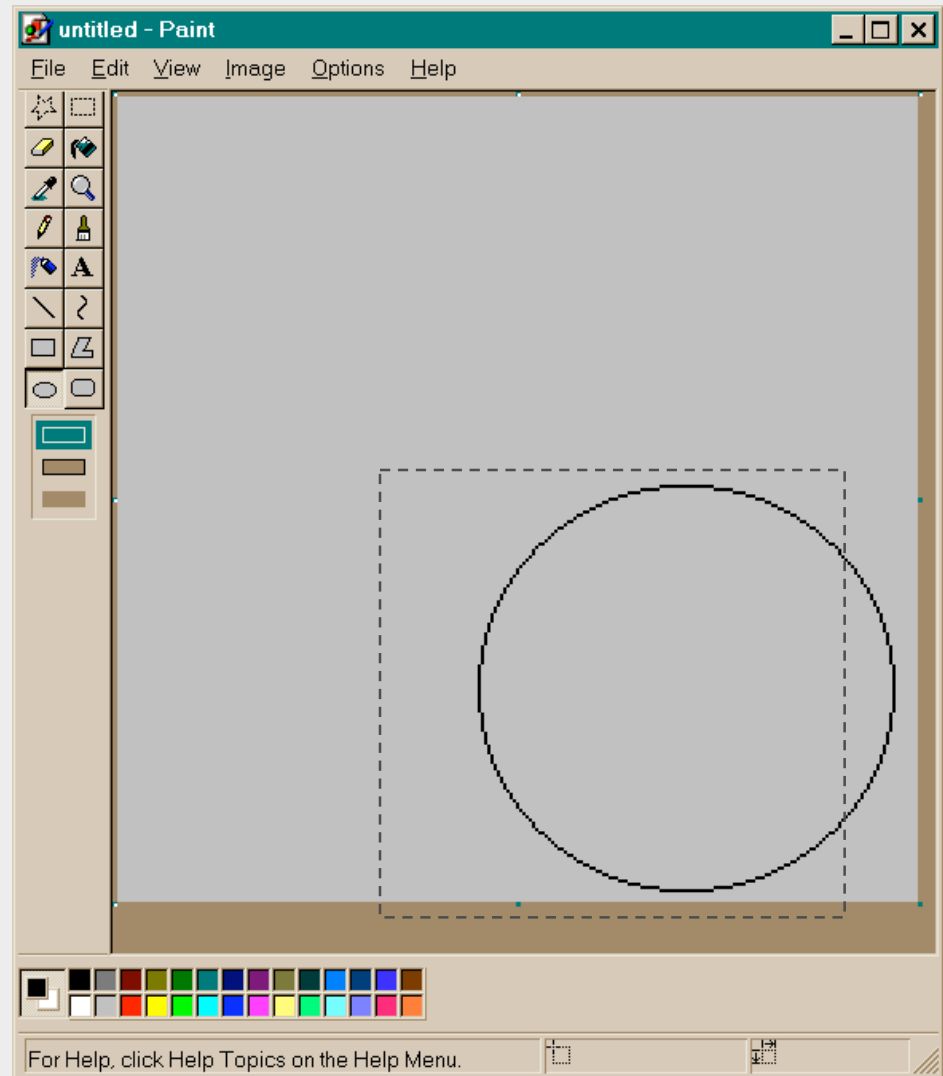 untitled - Paint
File Edit View Image Options Help
A
For Help, click Help Topics on the Help Menu.